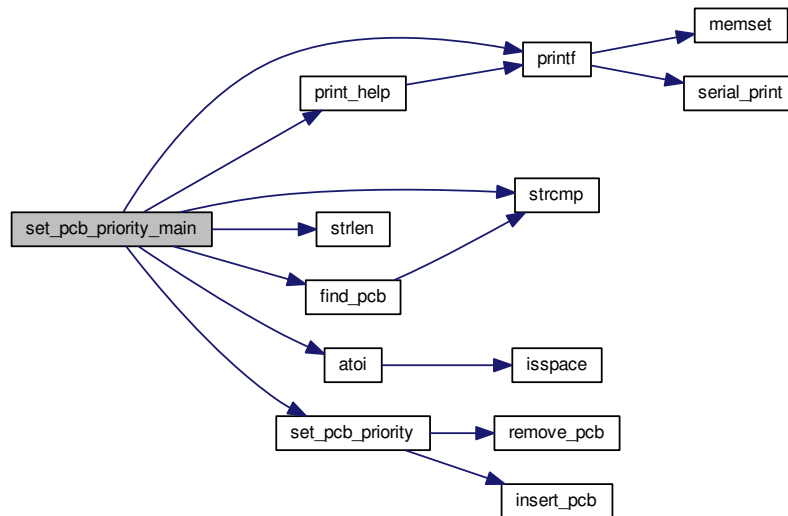 memset
printf
print_help
serial_print
strcmp
set_pcb_priority_main
strlen
find_pcb
atoi
isspace
set_pcb_priority
remove_pcb
insert_pcb